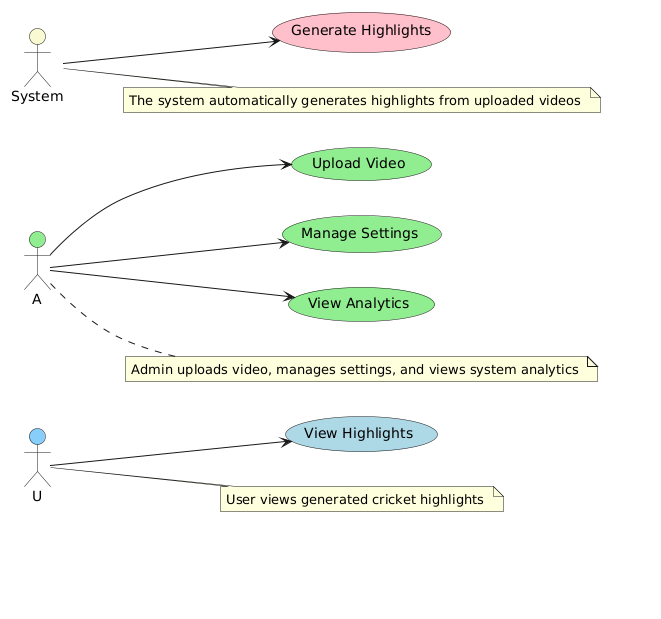 Generate Highlights
System
The system automatically generates highlights from uploaded videos
Upload Video
Manage Settings
A
View Analytics
Admin uploads video, manages settings, and views system analytics
View Highlights
U
User views generated cricket highlights